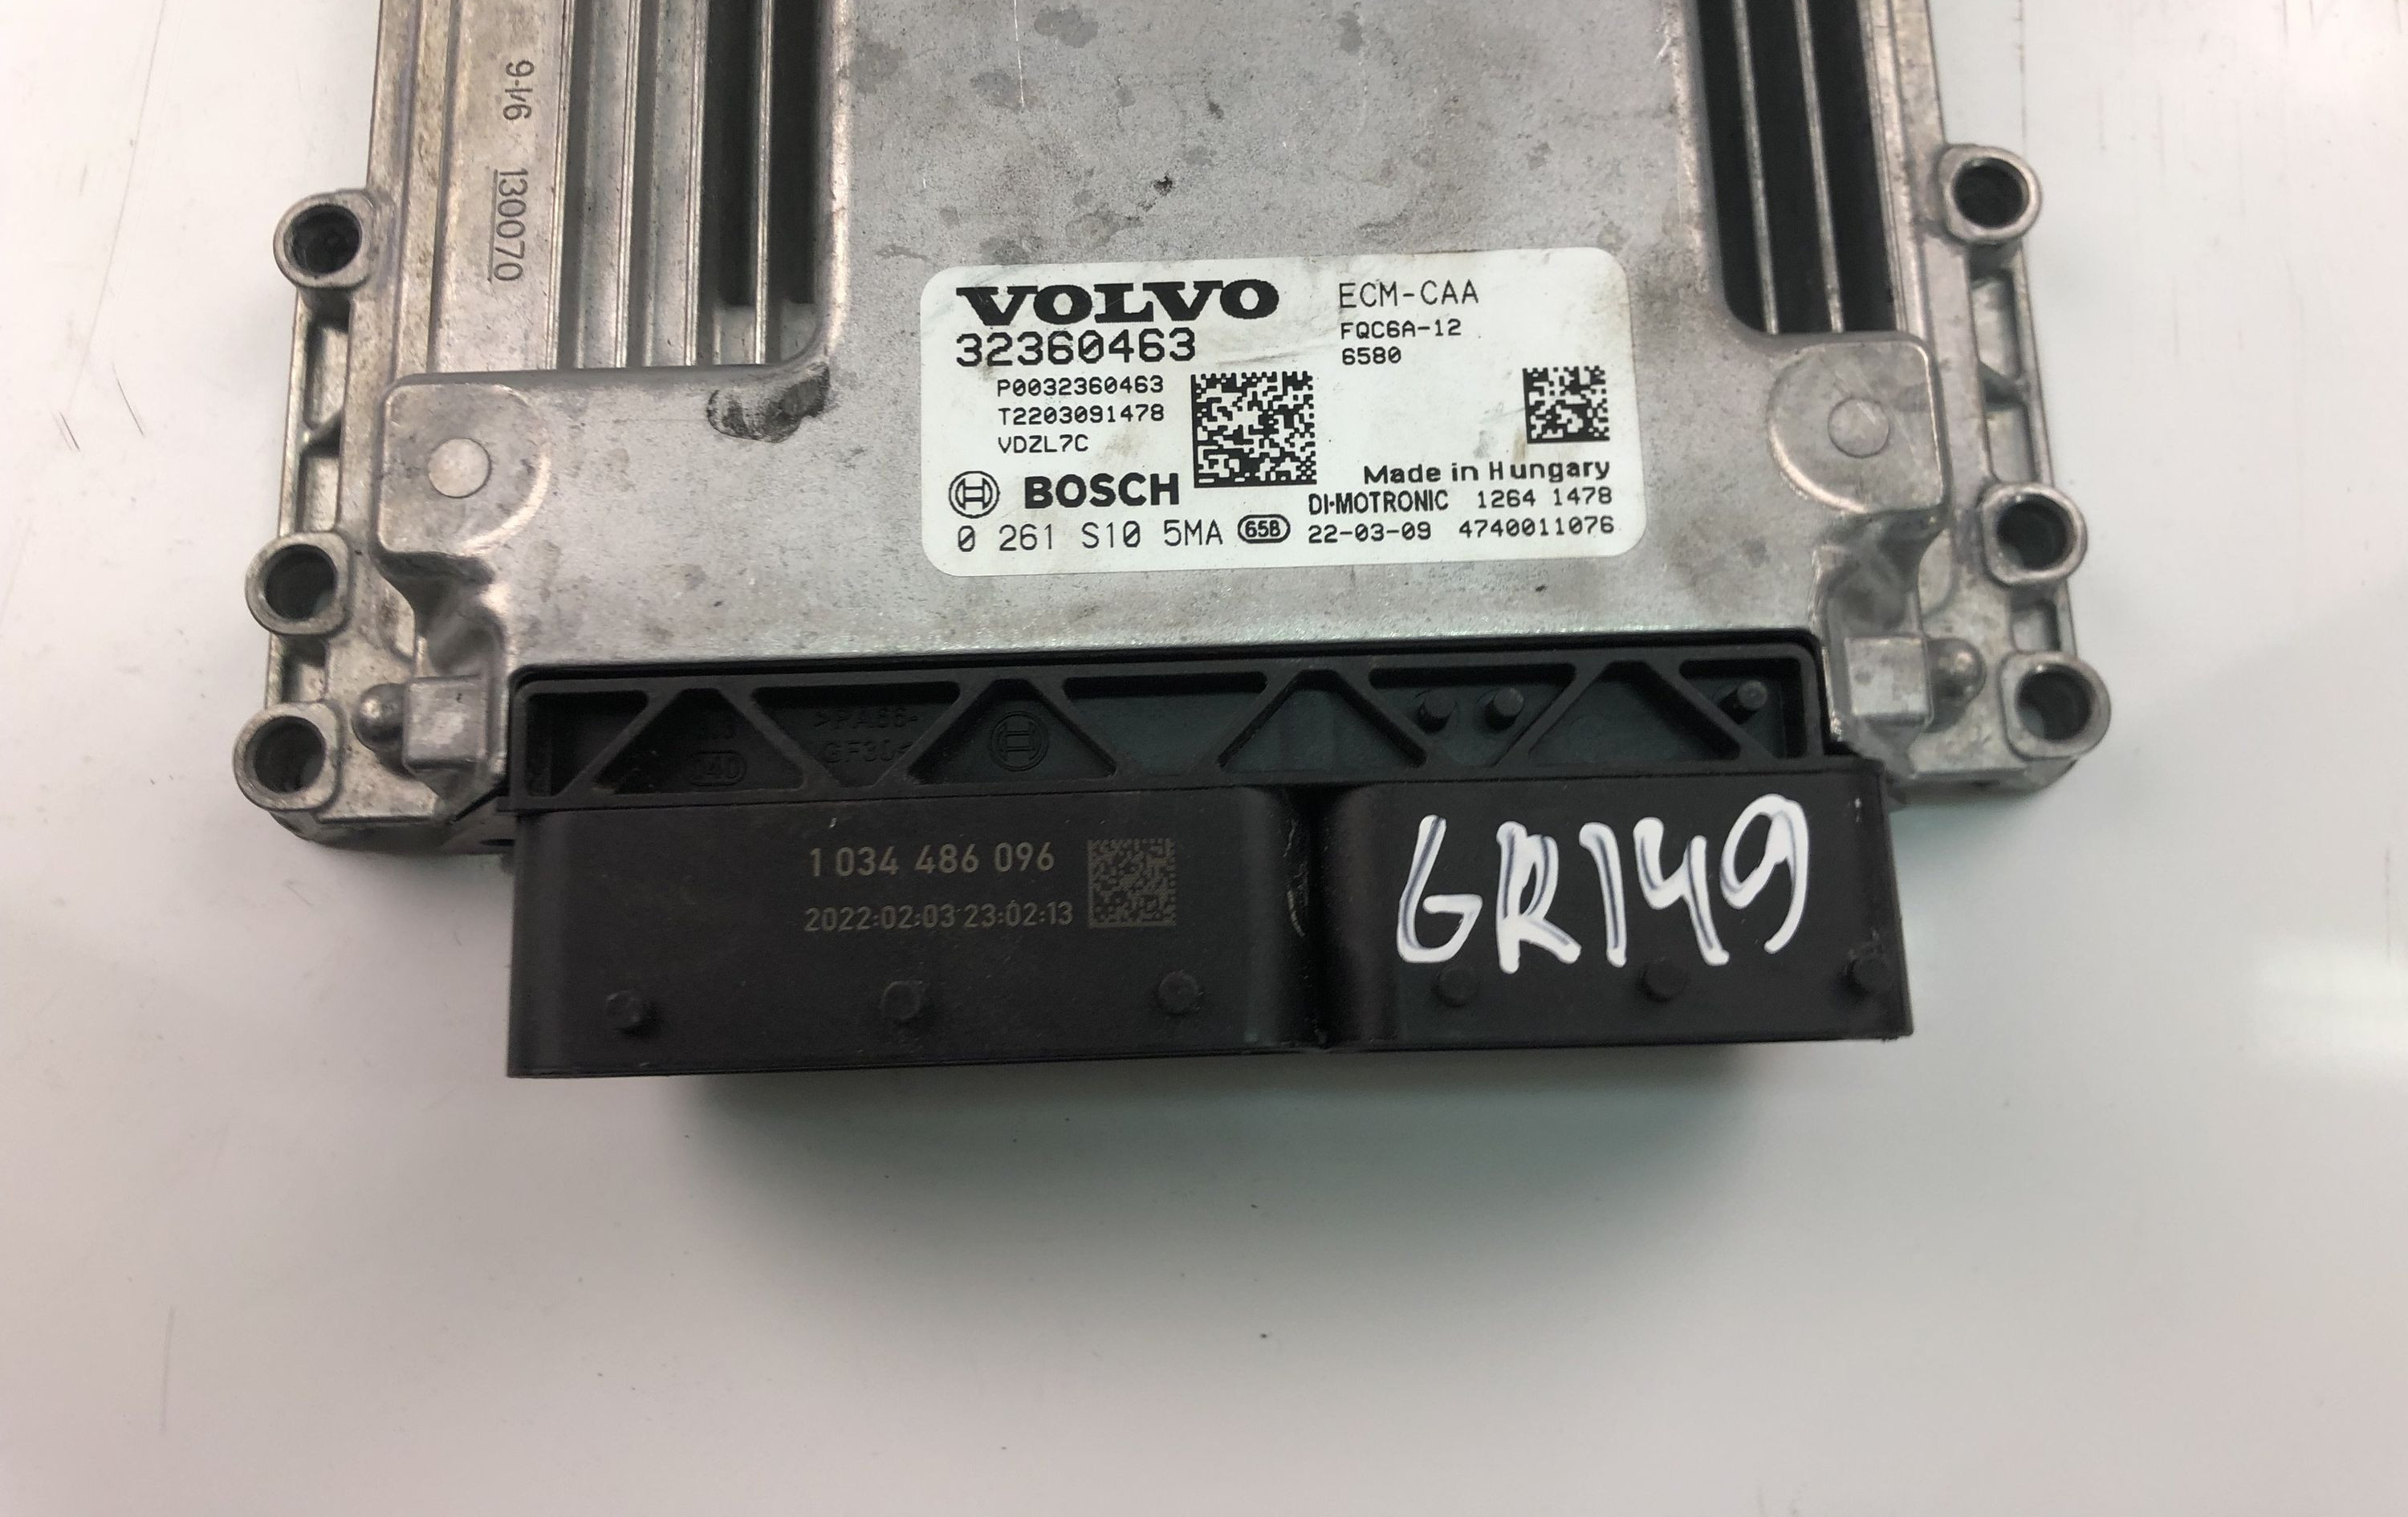 9-1-6 130070
VOLVO
32360463
P0032360463
T2203091478
VDZL7C
BOSCH
0 261 S10 5MA 65B
ECM-CAA
FQC6A-12
6580
Made in Hungary
DI-MOTRONIC 1264 1478
22-03-09 4740011076
>PA66-
GF30<
1 034 486 096
2022:02:03 23:02:13
GR149